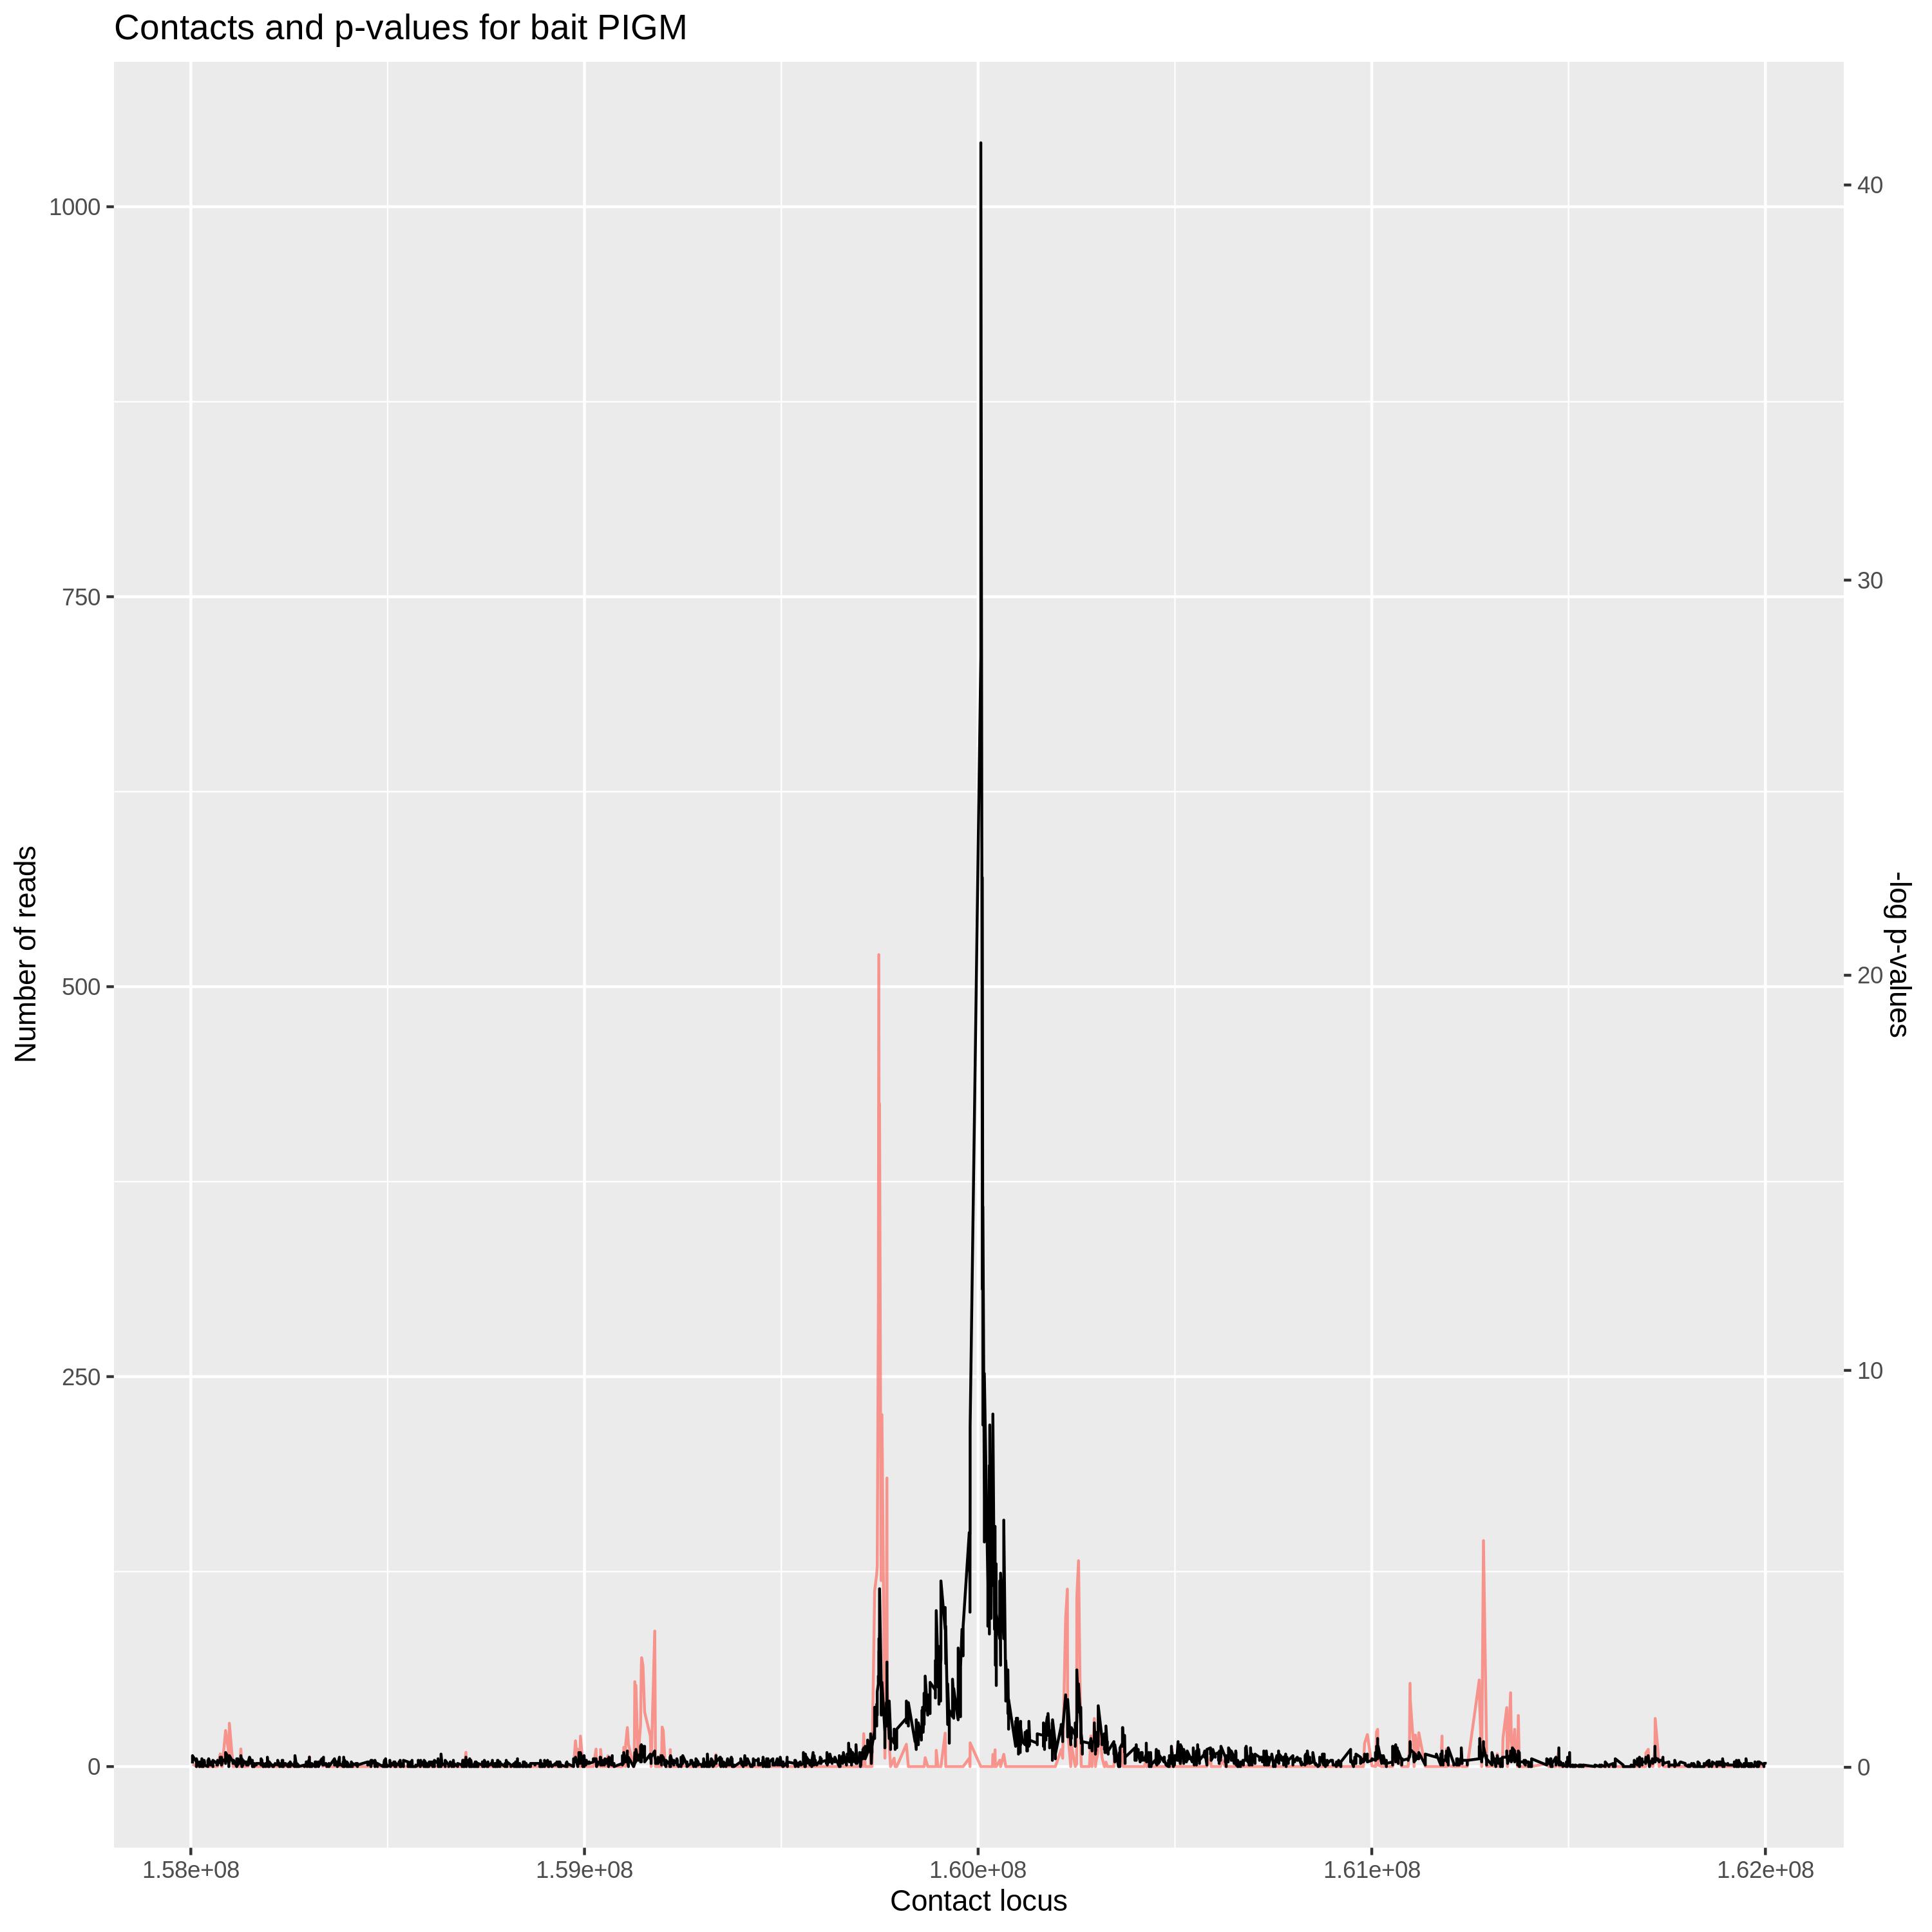 Contacts and p-values for bait PIGM
1000
750
500
250
0
Number of reads
40
30
20
10
0
-log p-values
1.58e+08
1.59e+08
1.60e+08
1.61e+08
1.62e+08
Contact locus